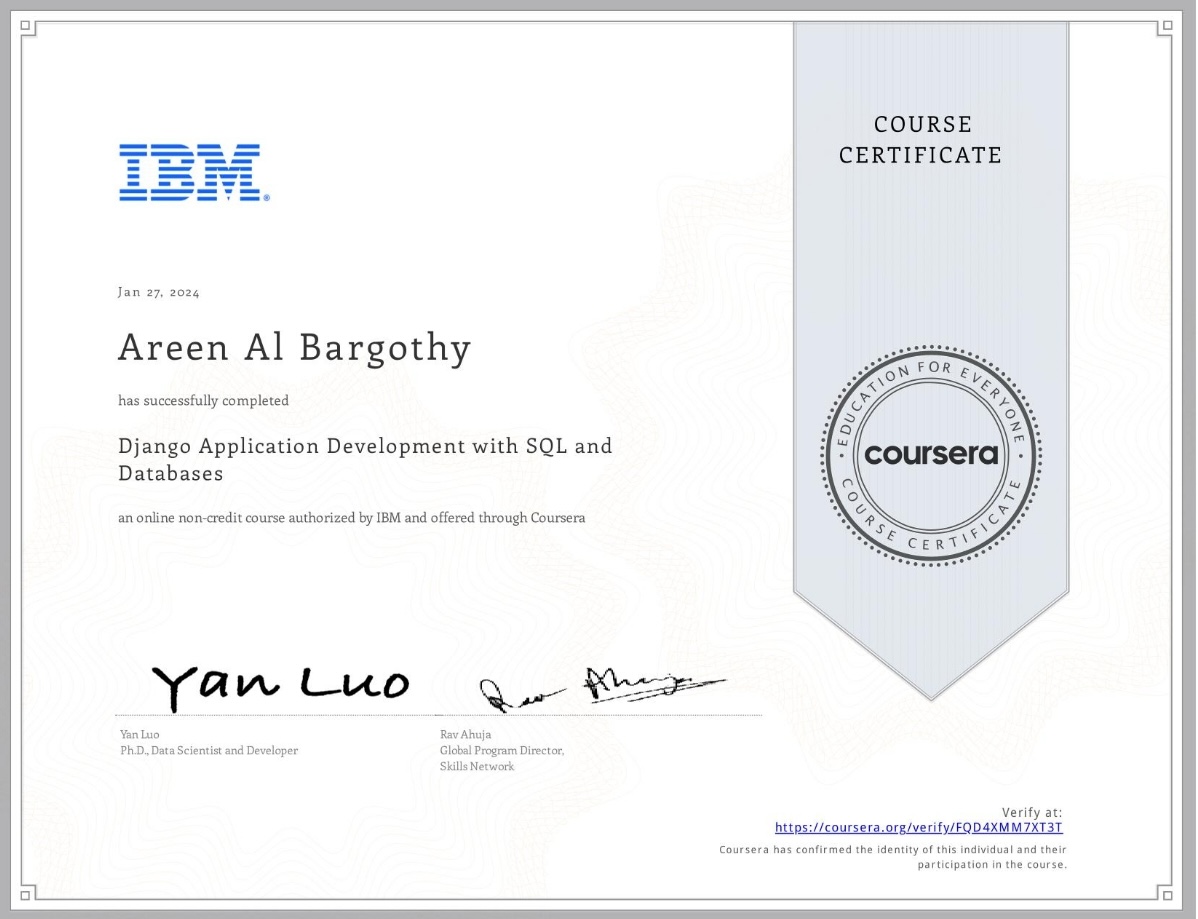 COURSE
CERTIFICATE
IBM®
Jan 27, 2024
Areen Al Bargothy
has successfully completed
Django Application Development with SQL and
Databases
an online non-credit course authorized by IBM and offered through Coursera
EDUCATION FOR EVERYONE
coursera
COURSE CERTIFICATE
Yan Luo
Rav Ahuja
Yan Luo
Ph.D., Data Scientist and Developer
Rav Ahuja
Global Program Director,
Skills Network
Verify at:
https://coursera.org/verify/FQD4XMM7XT3T
Coursera has confirmed the identity of this individual and their
participation in the course.